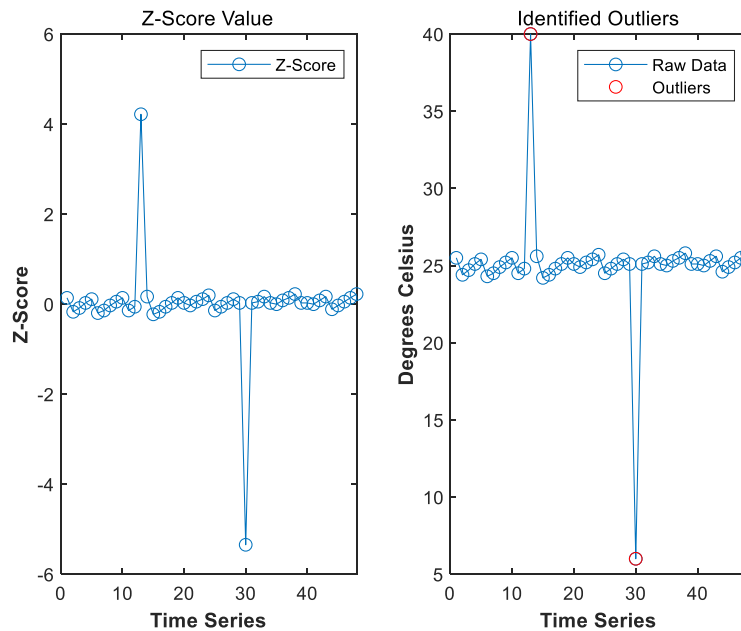 Z-Score Value
Z-Score
6
4
2
0
-2
-4
-6
Z-Score
0
10
20
30
40
Time Series
Identified Outliers
Raw Data
Outliers
40
35
30
25
20
15
10
5
Degrees Celsius
0
10
20
30
40
Time Series